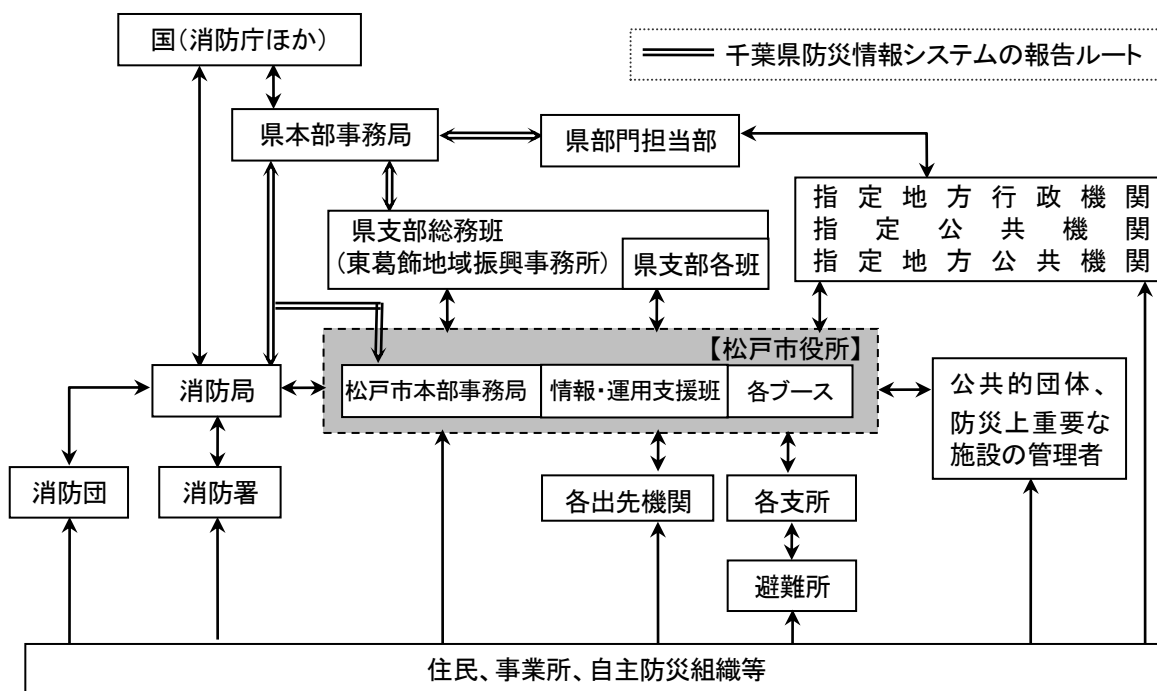 国(消防庁ほか)
千葉県防災情報システムの報告ルート
県本部事務局
県部門担当部
指定地方行政機関
指定公共機関
指定地方公共機関
県支部総務班
(東葛飾地域振興事務所)
県支部各班
【松戸市役所】
消防局
松戸市本部事務局
情報・運用支援班
各ブース
公共的団体、
防災上重要な
施設の管理者
消防団
消防署
各出先機関
各支所
避難所
住民、事業所、自主防災組織等